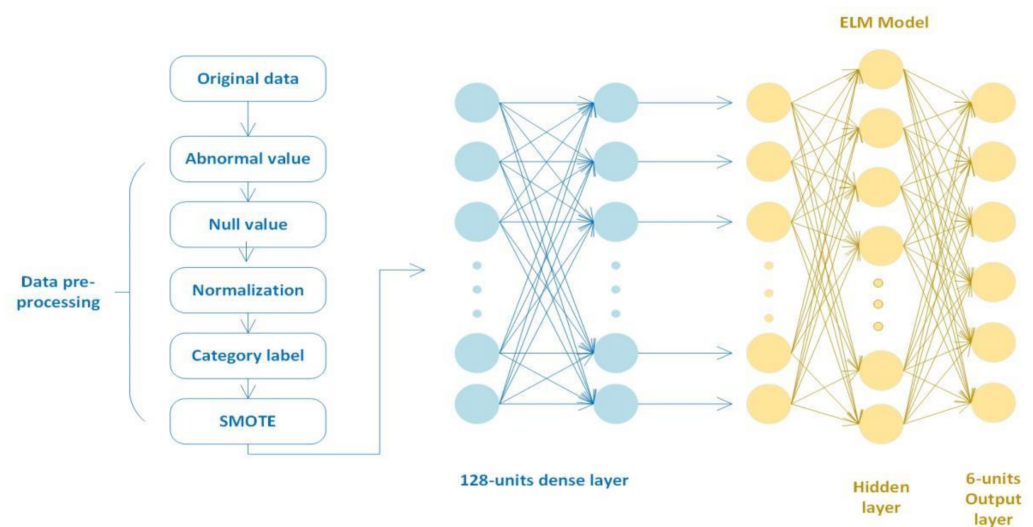 ELM Model
Original data
Abnormal value
Null value
Data pre-
processing
Normalization
Category label
SMOTE
128-units dense layer
Hidden
layer
6-units
Output
layer